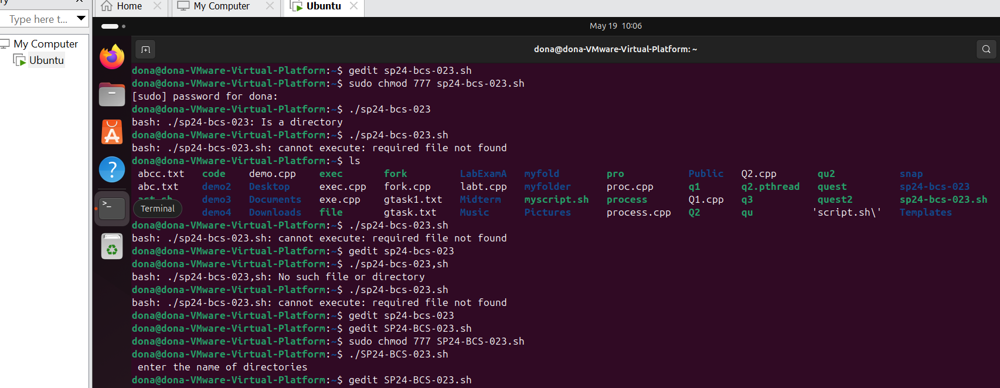 ry
Home
My Computer
Ubuntu
Type here t...
My Computer
Ubuntu
May 19 10:06
dona@dona-VMware-Virtual-Platform: ~
dona@dona-VMware-Virtual-Platform:~$ gedit sp24-bcs-023.sh
dona@dona-VMware-Virtual-Platform:~$ sudo chmod 777 sp24-bcs-023.sh
[sudo] password for dona:
dona@dona-VMware-Virtual-Platform:~$ ./sp24-bcs-023
bash: ./sp24-bcs-023: Is a directory
dona@dona-VMware-Virtual-Platform:~$ ./sp24-bcs-023.sh
bash: ./sp24-bcs-023.sh: cannot execute: required file not found
dona@dona-VMware-Virtual-Platform:~$ ls
abcc.txt code demo.cpp exec fork LabExamA myfold pro Public Q2.cpp qu2 snap
abc.txt demo2 Desktop exec.cpp fork.cpp labt.cpp myfolder proc.cpp q1 q2.pthread quest sp24-bcs-023
demo3 Documents exe.cpp gtask1.txt Midterm myscript.sh process Q1.cpp q3 quest2 sp24-bcs-023.sh
Terminal
demo4 Downloads file gtask.txt Music Pictures process.cpp Q2 qu 'script.sh\' Templates
dona@dona-VMware-Virtual-Platform:~$ ./sp24-bcs-023.sh
bash: ./sp24-bcs-023.sh: cannot execute: required file not found
dona@dona-VMware-Virtual-Platform:~$ gedit sp24-bcs-023
dona@dona-VMware-Virtual-Platform:~$ ./sp24-bcs-023,sh
bash: ./sp24-bcs-023,sh: No such file or directory
dona@dona-VMware-Virtual-Platform:~$ ./sp24-bcs-023.sh
bash: ./sp24-bcs-023.sh: cannot execute: required file not found
dona@dona-VMware-Virtual-Platform:~$ gedit sp24-bcs-023
dona@dona-VMware-Virtual-Platform:~$ gedit SP24-BCS-023.sh
dona@dona-VMware-Virtual-Platform:~$ sudo chmod 777 SP24-BCS-023.sh
dona@dona-VMware-Virtual-Platform:~$ ./SP24-BCS-023.sh
enter the name of directories
dona@dona-VMware-Virtual-Platform:~$ gedit SP24-BCS-023.sh